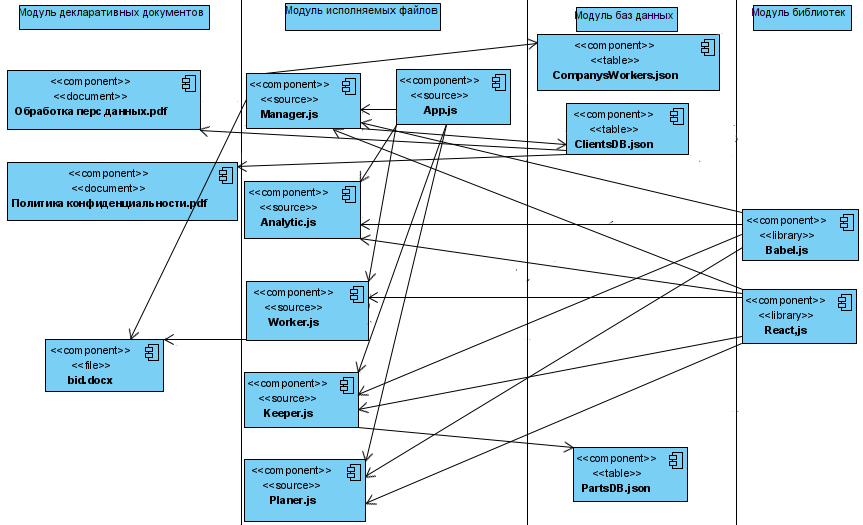 Модуль декларативных документов
Модуль исполняемых файлов
Модуль баз данных
Модуль библиотек
<<component>>
<<document>>
Обработка перс данных.pdf
<<component>>
<<document>>
Политика конфиденциальности.pdf
<<component>>
<<file>>
bid.docx
<<component>>
<<source>>
Manager.js
<<component>>
<<source>>
App.js
<<component>>
<<source>>
Analytic.js
<<component>>
<<source>>
Worker.js
<<component>>
<<source>>
Keeper.js
<<component>>
<<source>>
Planer.js
<<component>>
<<table>>
CompanysWorkers.json
<<component>>
<<table>>
ClientsDB.json
<<component>>
<<table>>
PartsDB.json
<<component>>
<<library>>
Babel.js
<<component>>
<<library>>
React,js